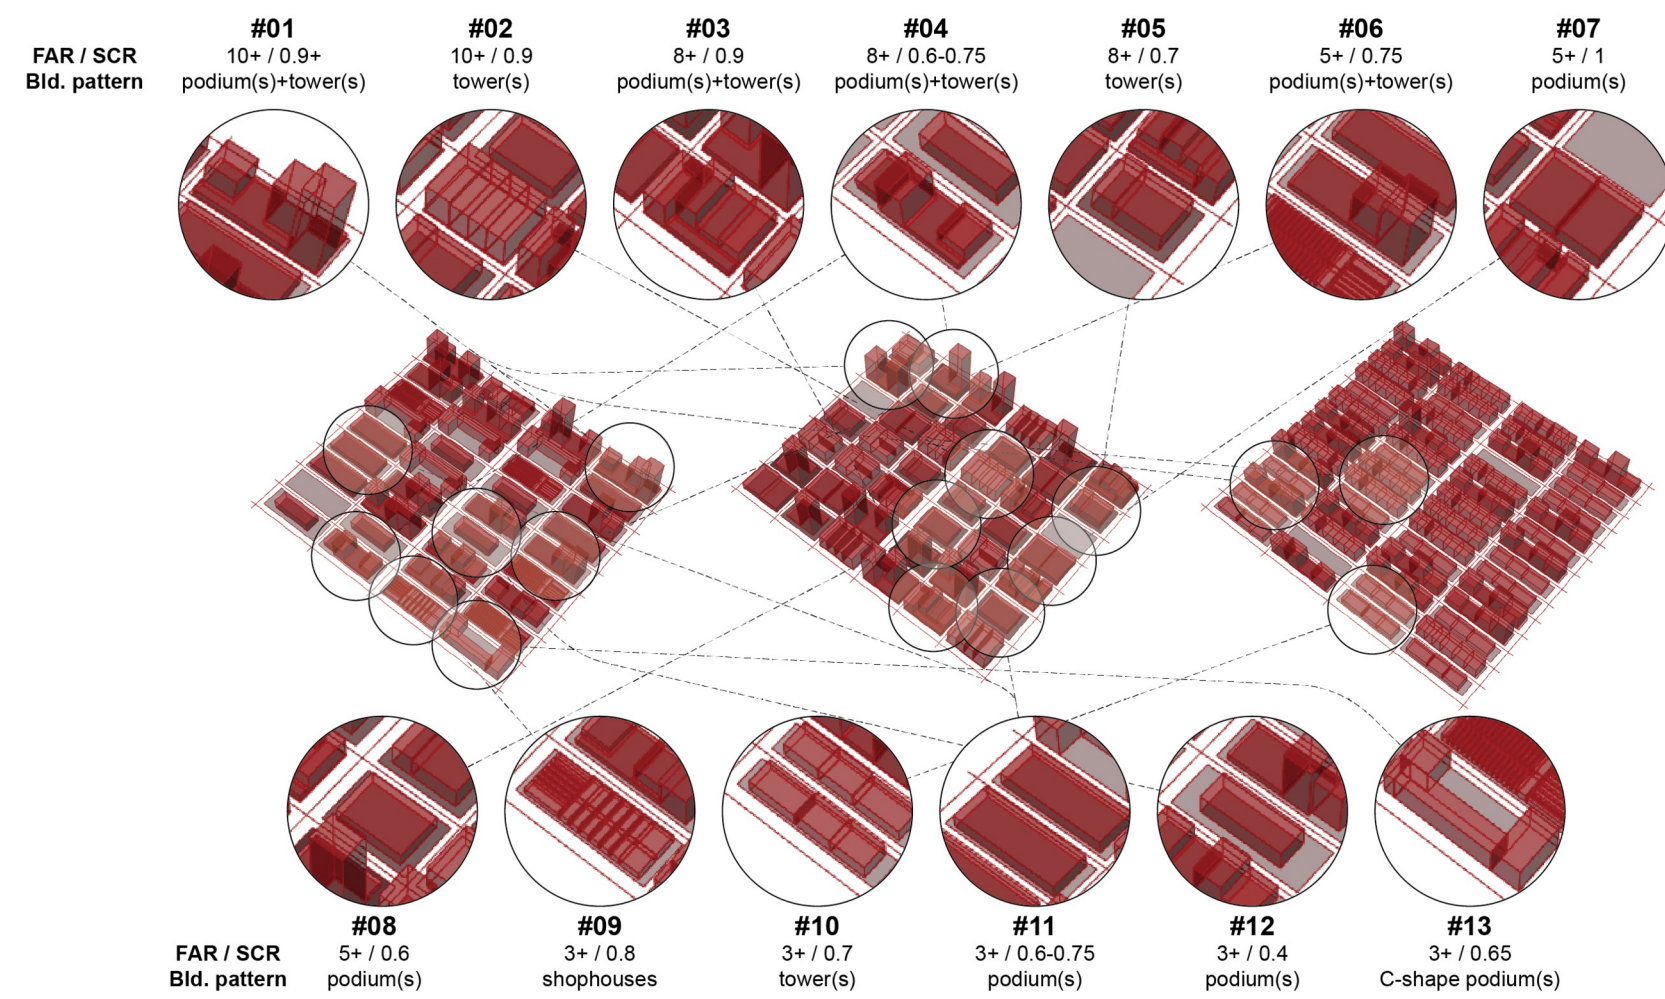 #01 #02 #03 #04 #05 #06 #07
FAR / SCR 10+ / 0.9+ 10+ / 0.9 8+ / 0.9 8+ / 0.6-0.75 8+ / 0.7 5+ / 0.75 5+ / 1
Bld. pattern podium(s)+tower(s) tower(s) podium(s)+tower(s) podium(s)+tower(s) tower(s) podium(s)+tower(s) podium(s)
#08 #09 #10 #11 #12 #13
FAR / SCR 5+ / 0.6 3+ / 0.8 3+ / 0.7 3+ / 0.6-0.75 3+ / 0.4 3+ / 0.65
Bld. pattern podium(s) shophouses tower(s) podium(s) podium(s) C-shape podium(s)